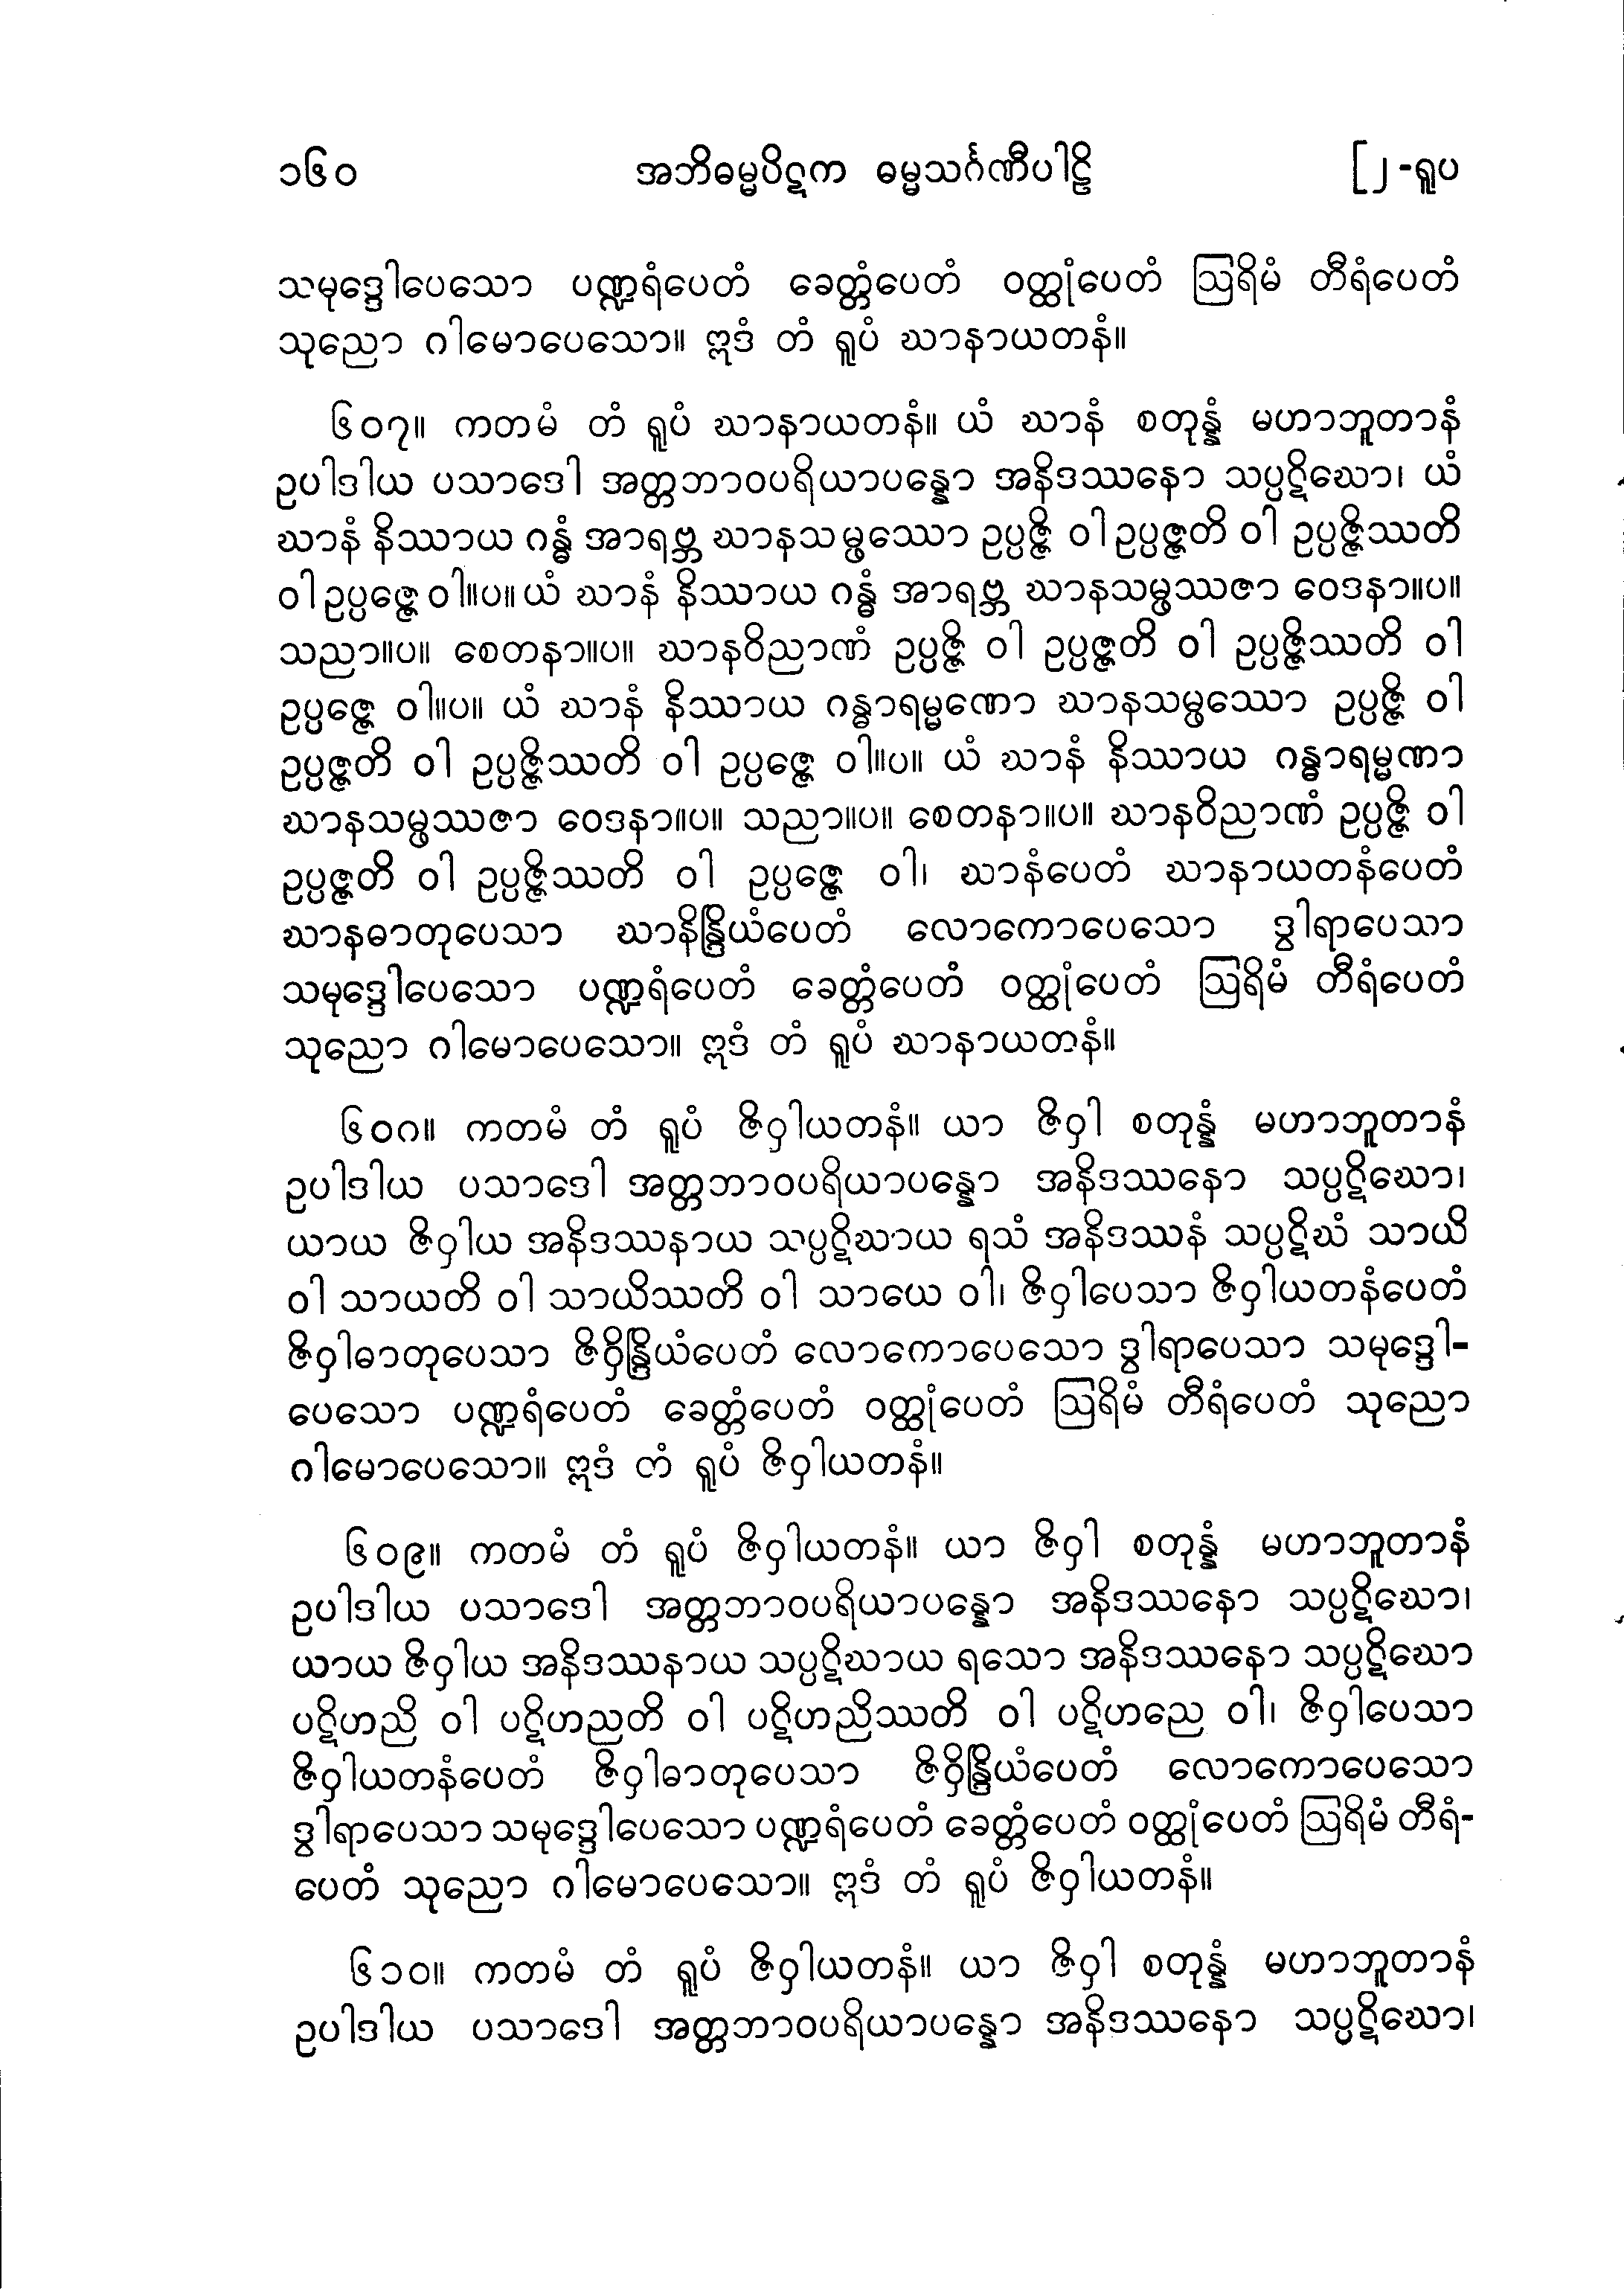 ၁၆၀ အဘိဓမ္မပိဋက ဓမ္မသင်္ဂဏီပါဠိ [၂-ရူပ
သမုဒ္ဒေါပေသော ပဏ္ဍရံပေတံ ခေတ္တံပေတံ ဝတ္ထုံပေတံ ဩရိမံ တီရံပေတံ
သုညော ဂါမောပေသော။ ဣဒံ တံ ရူပံ ဃာနာယတနံ။
၆၀၇။ ကတမံ တံ ရူပံ ဃာနာယတနံ။ ယံ ဃာနံ စတုန္နံ မဟာဘူတာနံ
ဥပါဒါယ ပသာဒေါ အတ္တဘာဝပရိယာပန္နော အနိဒဿနော သပ္ပဋိဃော၊ ယံ
ဃာနံ နိဿာယ ဂန္ဓံ အာရဗ္ဘ ဃာနသမ္ဖဿော ဥပ္ပဇ္ဇိ ဝါ ဥပ္ပဇ္ဇတိ ဝါ ဥပ္ပဇ္ဇိဿတိ
ဝါ ဥပ္ပဇ္ဇေ ဝါ။ပ။ ယံ ဃာနံ နိဿာယ ဂန္ဓံ အာရဗ္ဘ ဃာနသမ္ဖဿဇာ ဝေဒနာ။ပ။
သညာ။ပ။ စေတနာ။ပ။ ဃာနဝိညာဏံ ဥပ္ပဇ္ဇိ ဝါ ဥပ္ပဇ္ဇတိ ဝါ ဥပ္ပဇ္ဇိဿတိ ဝါ
ဥပ္ပဇ္ဇေ ဝါ။ပ။ ယံ ဃာနံ နိဿာယ ဂန္ဓာရမ္မဏော ဃာနသမ္ဖဿော ဥပ္ပဇ္ဇိ ဝါ
ဥပ္ပဇ္ဇတိ ဝါ ဥပ္ပဇ္ဇိဿတိ ဝါ ဥပ္ပဇ္ဇေ ဝါ။ပ။ ယံ ဃာနံ နိဿာယ ဂန္ဓာရမ္မဏာ
ဃာနသမ္ဖဿဇာ ဝေဒနာ။ပ။ သညာ။ပ။ စေတနာ။ပ။ ဃာနဝိညာဏံ ဥပ္ပဇ္ဇိ ဝါ
ဥပ္ပဇ္ဇတိ ဝါ ဥပ္ပဇ္ဇိဿတိ ဝါ ဥပ္ပဇ္ဇေ ဝါ၊ ဃာနံပေတံ ဃာနာယတနံပေတံ
ဃာနဓာတုပေသာ ဃာနိန္ဒြိယံပေတံ လောကောပေသော ဒွါရာပေသာ
သမုဒ္ဒေါပေသော ပဏ္ဍရံပေတံ ခေတ္တံပေတံ ဝတ္ထုံပေတံ ဩရိမံ တီရံပေတံ
သုညော ဂါမောပေသော။ ဣဒံ တံ ရူပံ ဃာနာယတနံ။
၆၀ဂ။ ကတမံ တံ ရူပံ ဇိဝှါယတနံ။ ယာ ဇိဝှါ စတုန္နံ မဟာဘူတာနံ
ဥပါဒါယ ပသာဒေါ အတ္တဘာဝပရိယာပန္နော အနိဒဿနော သပ္ပဋိဃော၊
ယာယ ဇိဝှါယ အနိဒဿနာယ သပ္ပဋိဃာယ ရသံ အနိဒဿနံ သပ္ပဋိဃံ သာယိ
ဝါ သာယတိ ဝါ သာယိဿတိ ဝါ သာယေ ဝါ၊ ဇိဝှါပေသာ ဇိဝှါယတနံပေတံ
ဇိဝှါဓာတုပေသာ ဇိဝှိန္ဒြိယံပေတံ လောကောပေသော ဒွါရာပေသာ သမုဒ္ဒေါ-
ပေသော ပဏ္ဍရံပေတံ ခေတ္တံပေတံ ဝတ္ထုံပေတံ ဩရိမံ တီရံပေတံ သုညော
ဂါမောပေသော။ ဣဒံ တံ ရူပံ ဇိဝှါယတနံ။
၆၀၉။ ကတမံ တံ ရူပံ ဇိဝှါယတနံ။ ယာ ဇိဝှါ စတုန္နံ မဟာဘူတာနံ
ဥပါဒါယ ပသာဒေါ အတ္တဘာဝပရိယာပန္နော အနိဒဿနော သပ္ပဋိဃော၊
ယာယ ဇိဝှါယ အနိဒဿနာယ သပ္ပဋိဃာယ ရသော အနိဒဿနော သပ္ပဋိဃော
ပဋိဟညိ ဝါ ပဋိဟညတိ ဝါ ပဋိဟညိဿတိ ဝါ ပဋိဟညေ ဝါ၊ ဇိဝှါပေသာ
ဇိဝှါယတနံပေတံ ဇိဝှါဓာတုပေသာ ဇိဝှိန္ဒြိယံပေတံ လောကောပေသော
ဒွါရာပေသာ သမုဒ္ဒေါပေသော ပဏ္ဍရံပေတံ ခေတ္တံပေတံ ဝတ္ထုံပေတံ ဩရိမံ တီရံ-
ပေတံ သုညော ဂါမောပေသော။ ဣဒံ တံ ရူပံ ဇိဝှါယတနံ။
၆၁၀။ ကတမံ တံ ရူပံ ဇိဝှါယတနံ။ ယာ ဇိဝှါ စတုန္နံ မဟာဘူတာနံ
ဥပါဒါယ ပသာဒေါ အတ္တဘာဝပရိယာပန္နော အနိဒဿနော သပ္ပဋိဃော၊